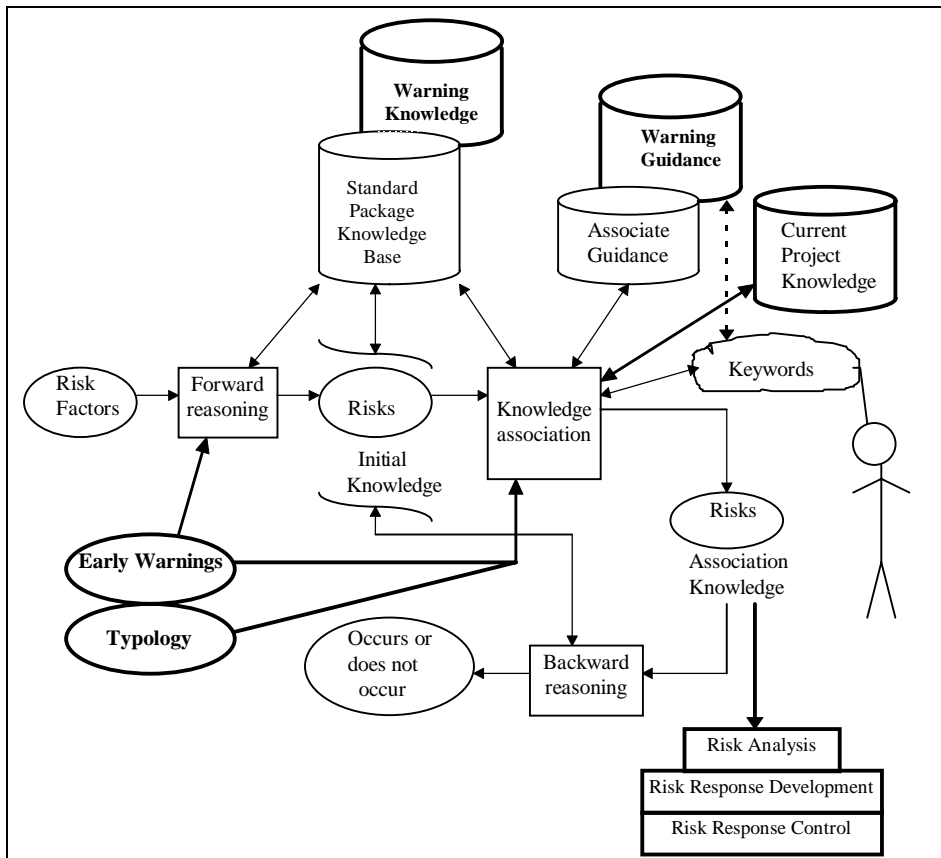 Warning
Knowledge
Warning
Guidance
Standard
Package
Knowledge
Base
Associate
Guidance
Current
Project
Knowledge
Risk
Factors
Forward
reasoning
Risks
Knowledge
association
Keywords
Initial
Knowledge
Risks
Association
Knowledge
Early Warnings
Typology
Occurs or
does not
occur
Backward
reasoning
Risk Analysis
Risk Response Development
Risk Response Control